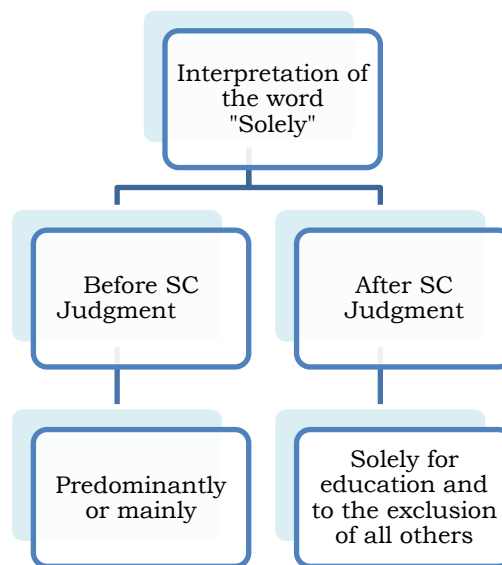 Interpretation of
the word
"Solely"
Before SC
Judgment
After SC
Judgment
Predominantly
or mainly
Solely for
education and
to the exclusion
of all others